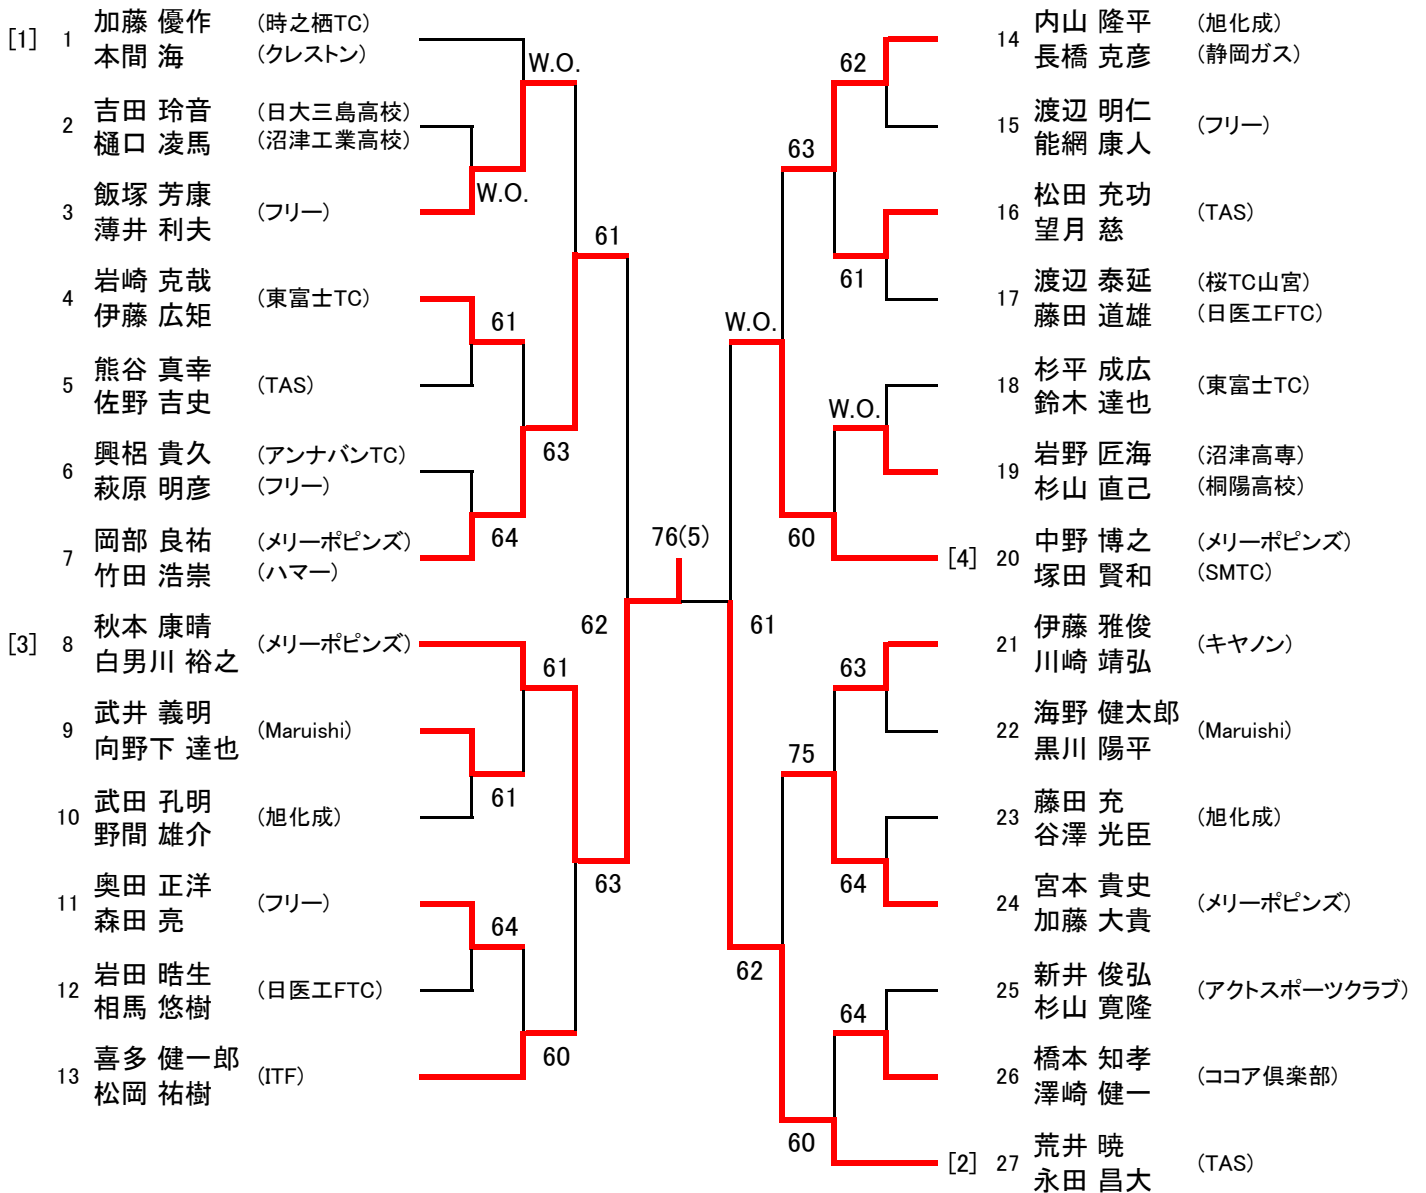 [1] 1 加藤 優作 (時之栖TC)
本間 海 (クレストン)
2 吉田 玲音 (日大三島高校)
樋口 凌馬 (沼津工業高校)
3 飯塚 芳康 (フリー)
薄井 利夫
4 岩崎 克哉 (東富士TC)
伊藤 広矩
5 熊谷 真幸 (TAS)
佐野 吉史
6 興梠 貴久 (アンナバンTC)
萩原 明彦 (フリー)
7 岡部 良祐 (メリーポピンズ)
竹田 浩崇 (ハマー)
[3] 8 秋本 康晴 (メリーポピンズ)
白男川 裕之
9 武井 義明 (Maruishi)
向野下 達也
10 武田 孔明 (旭化成)
野間 雄介
11 奥田 正洋 (フリー)
森田 亮
12 岩田 晧生 (日医工FTC)
相馬 悠樹
13 喜多 健一郎 (ITF)
松岡 祐樹
W.O.
W.O.
61
61
63
64
62
61
61
63
64
60
76(5)
14 内山 隆平 (旭化成)
長橋 克彦 (静岡ガス)
15 渡辺 明仁 (フリー)
能網 康人
16 松田 充功 (TAS)
望月 慈
17 渡辺 泰延 (桜TC山宮)
藤田 道雄 (日医工FTC)
18 杉平 成広 (東富士TC)
鈴木 達也
19 岩野 匠海 (沼津高専)
杉山 直己 (桐陽高校)
[4] 20 中野 博之 (メリーポピンズ)
塚田 賢和 (SMTC)
21 伊藤 雅俊 (キヤノン)
川崎 靖弘
22 海野 健太郎 (Maruishi)
黒川 陽平
23 藤田 充 (旭化成)
谷澤 光臣
24 宮本 貴史 (メリーポピンズ)
加藤 大貴
25 新井 俊弘 (アクトスポーツクラブ)
杉山 寛隆
26 橋本 知孝 (ココア倶楽部)
澤崎 健一
[2] 27 荒井 暁 (TAS)
永田 昌大
62
63
61
W.O.
W.O.
60
61
63
75
64
62
64
60